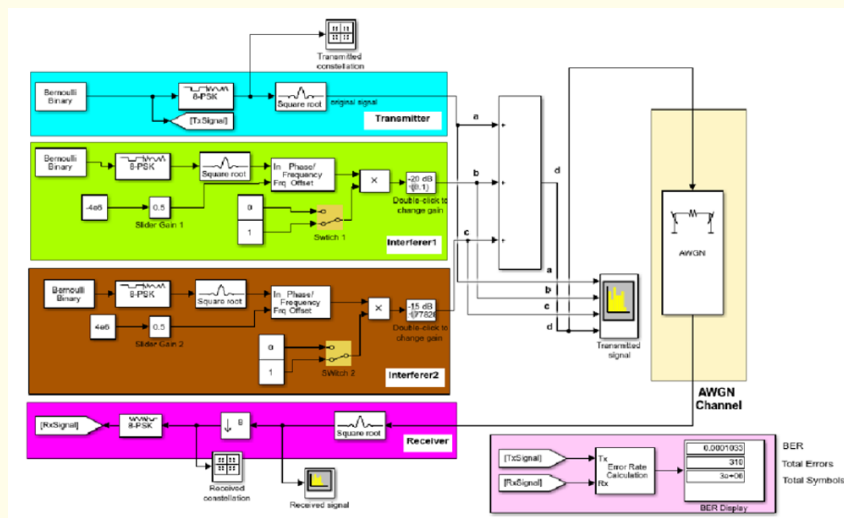 Transmitted
constellation
Bernoulli
Binary
8-PSK
Square root
original signal
[TxSignal]
Transmitter
a
Bernoulli
Binary
8-PSK
Square root
In Phase/
Frequency
Frq Offset
×
-20 dB
Double-click to
change gain
b
-4e6
0.5
Slider Gain 1
0
1
Switch 1
Interferer1
c
Bernoulli
Binary
8-PSK
Square root
In Phase/
Frequency
Frq Offset
×
-15 dB
Double-click to
change gain
4e6
0.5
Slider Gain 2
0
1
SWitch 2
Interferer2
+
+
+
d
a
b
c
d
Transmitted
signal
AWGN
AWGN
Channel
[RxSignal]
8-PSK
8
Square root
Receiver
Received
constellation
Received signal
[TxSignal]
[RxSignal]
Tx
Error Rate
Calculation
Rx
0.0001033
310
3e+06
BER Display
BER
Total Errors
Total Symbols